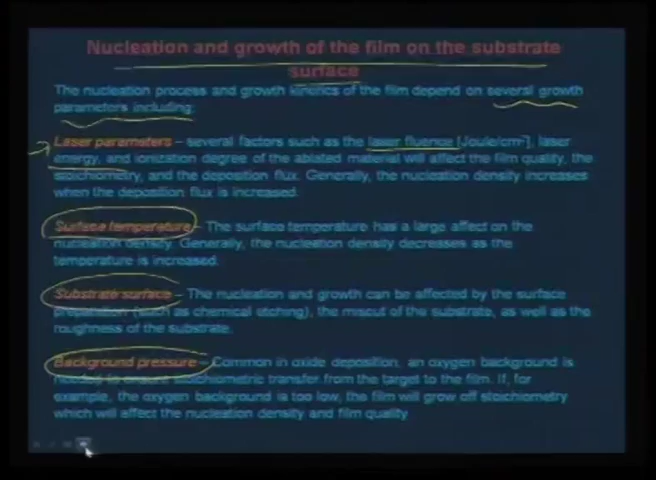 Nucleation and growth of the film on the substrate
surface
The nucleation process and growth kinetics of the film depend on several growth
parameters including:
Laser parameters – several factors such as the laser fluence [Joule/cm²], laser
energy, and ionization degree of the ablated material will affect the film quality, the
stoichiometry, and the deposition flux. Generally, the nucleation density increases
when the deposition flux is increased.
Surface temperature – The surface temperature has a large affect on the
nucleation density. Generally, the nucleation density decreases as the
temperature is increased.
Substrate surface – The nucleation and growth can be affected by the surface
preparation (such as chemical etching), the miscut of the substrate, as well as the
roughness of the substrate.
Background pressure – Common in oxide deposition, an oxygen background is
needed to ensure stoichiometric transfer from the target to the film. If, for
example, the oxygen background is too low, the film will grow off stoichiometry
which will affect the nucleation density and film quality.